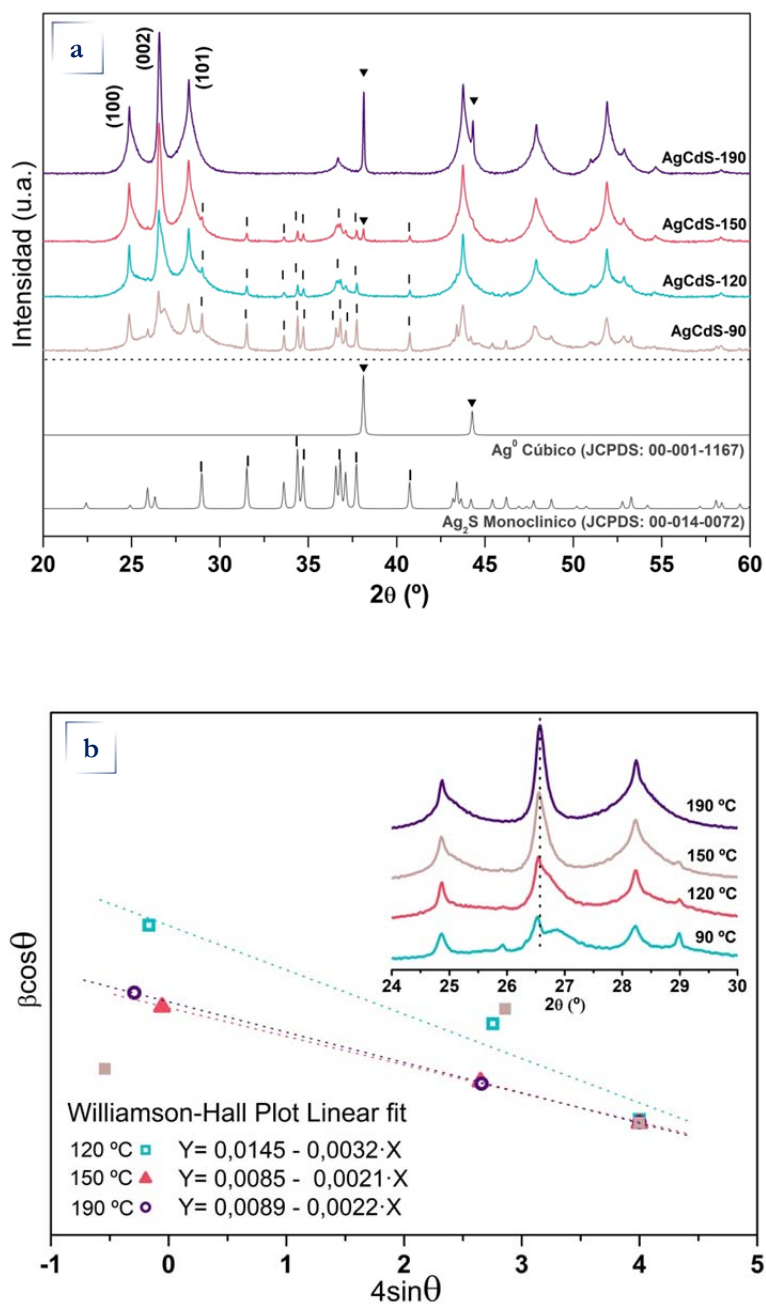 a
(100)
(002)
(101)
AgCdS-190
AgCdS-150
AgCdS-120
AgCdS-90
Ag⁰ Cúbico (JCPDS: 00-001-1167)
Ag₂S Monoclinico (JCPDS: 00-014-0072)
Intensidad (u.a.)
20 25 30 35 40 45 50 55 60
2θ (º)
b
190 ºC
150 ºC
120 ºC
90 ºC
24 25 26 27 28 29 30
2θ (º)
βcosθ
Williamson-Hall Plot Linear fit
120 ºC Y= 0,0145 - 0,0032·X
150 ºC Y= 0,0085 - 0,0021·X
190 ºC Y= 0,0089 - 0,0022·X
-1 0 1 2 3 4 5
4sinθ